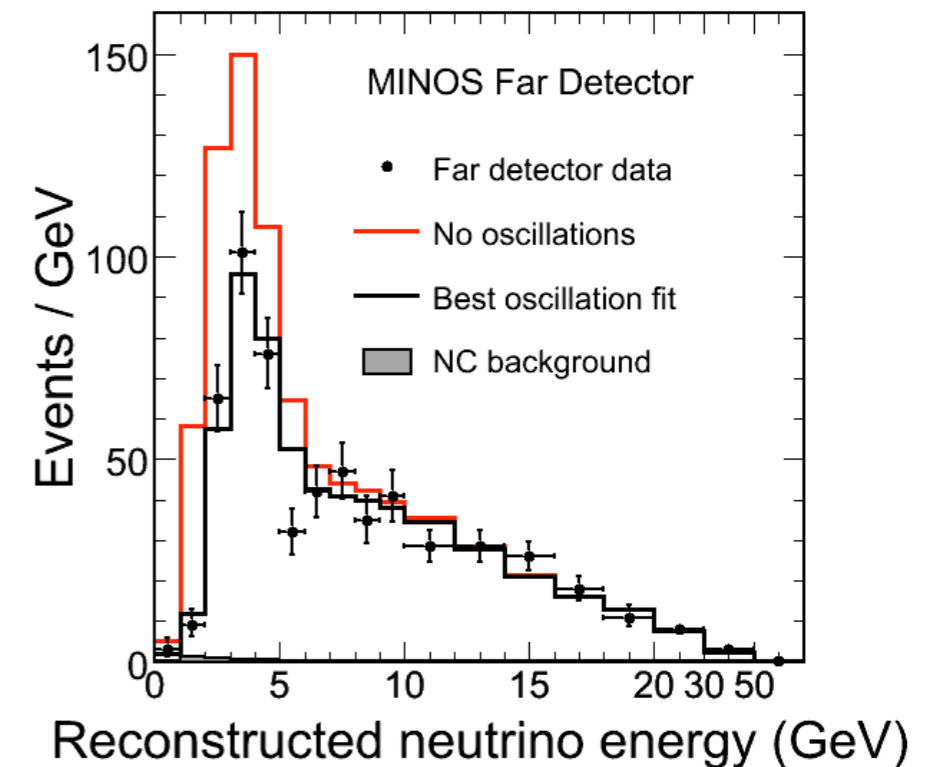 150
100
50
0
Events / GeV
MINOS Far Detector
Far detector data
No oscillations
Best oscillation fit
NC background
0 5 10 15 20 30 50
Reconstructed neutrino energy (GeV)